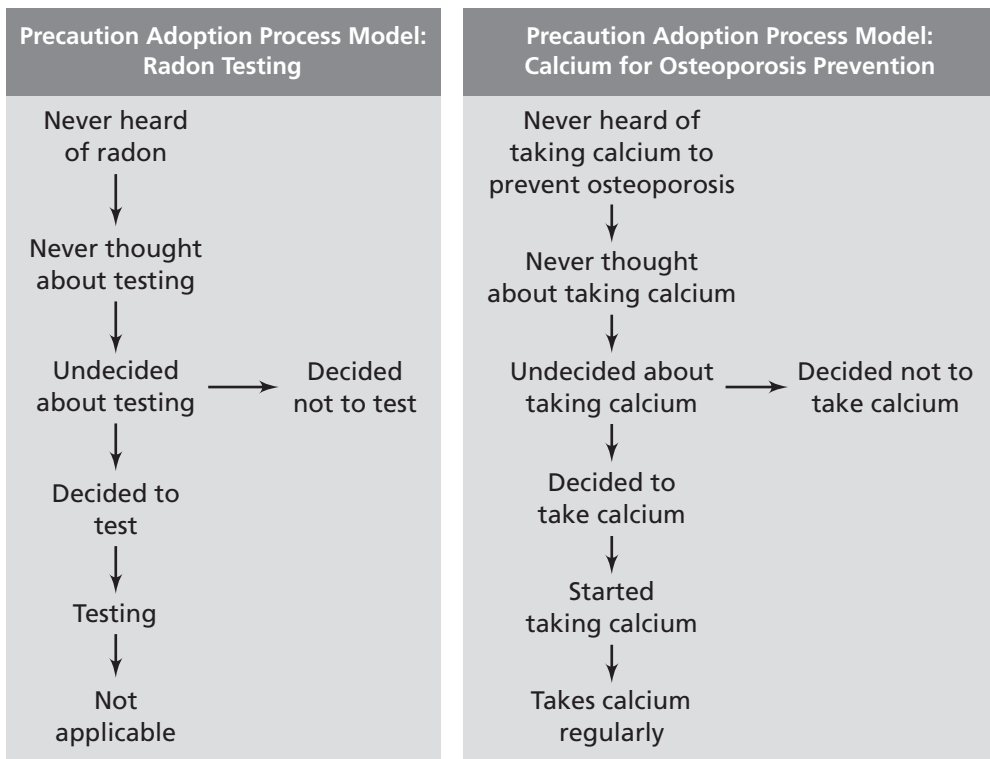 Precaution Adoption Process Model:
Radon Testing
Never heard
of radon
Never thought
about testing
Undecided
about testing
Decided
not to test
Decided to
test
Testing
Not
applicable
Precaution Adoption Process Model:
Calcium for Osteoporosis Prevention
Never heard of
taking calcium to
prevent osteoporosis
Never thought
about taking calcium
Undecided about
taking calcium
Decided not to
take calcium
Decided to
take calcium
Started
taking calcium
Takes calcium
regularly